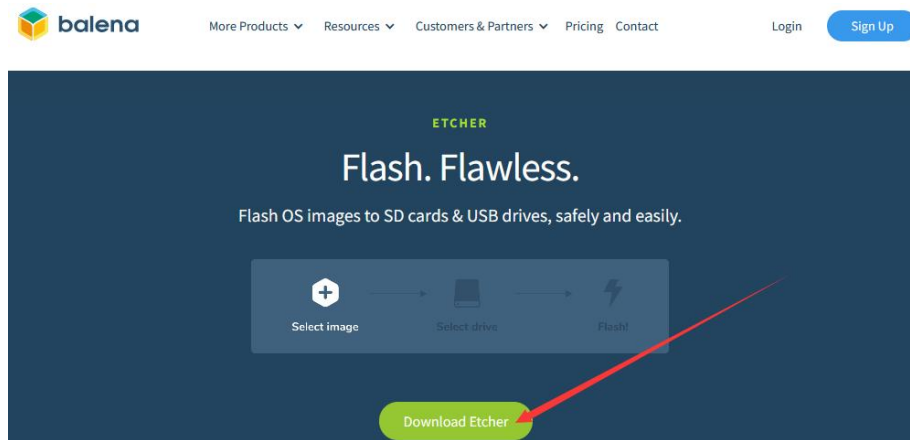 balena More Products Resources Customers & Partners Pricing Contact Login Sign Up
ETCHER
Flash. Flawless.
Flash OS images to SD cards & USB drives, safely and easily.
Select image Select drive Flash!
Download Etcher